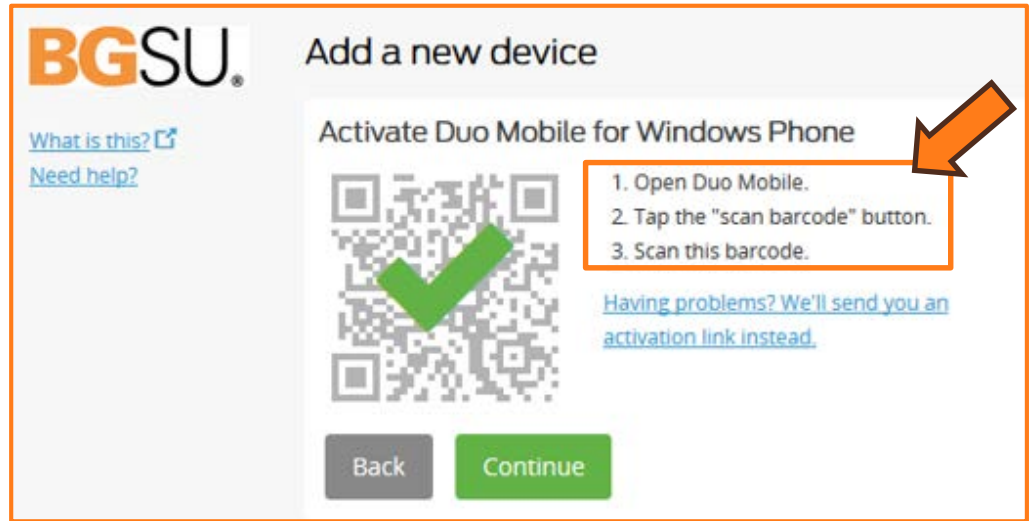 BGSU.®
Add a new device
What is this?
Need help?
Activate Duo Mobile for Windows Phone
1. Open Duo Mobile.
2. Tap the "scan barcode" button.
3. Scan this barcode.
Having problems? We'll send you an
activation link instead.
Back
Continue